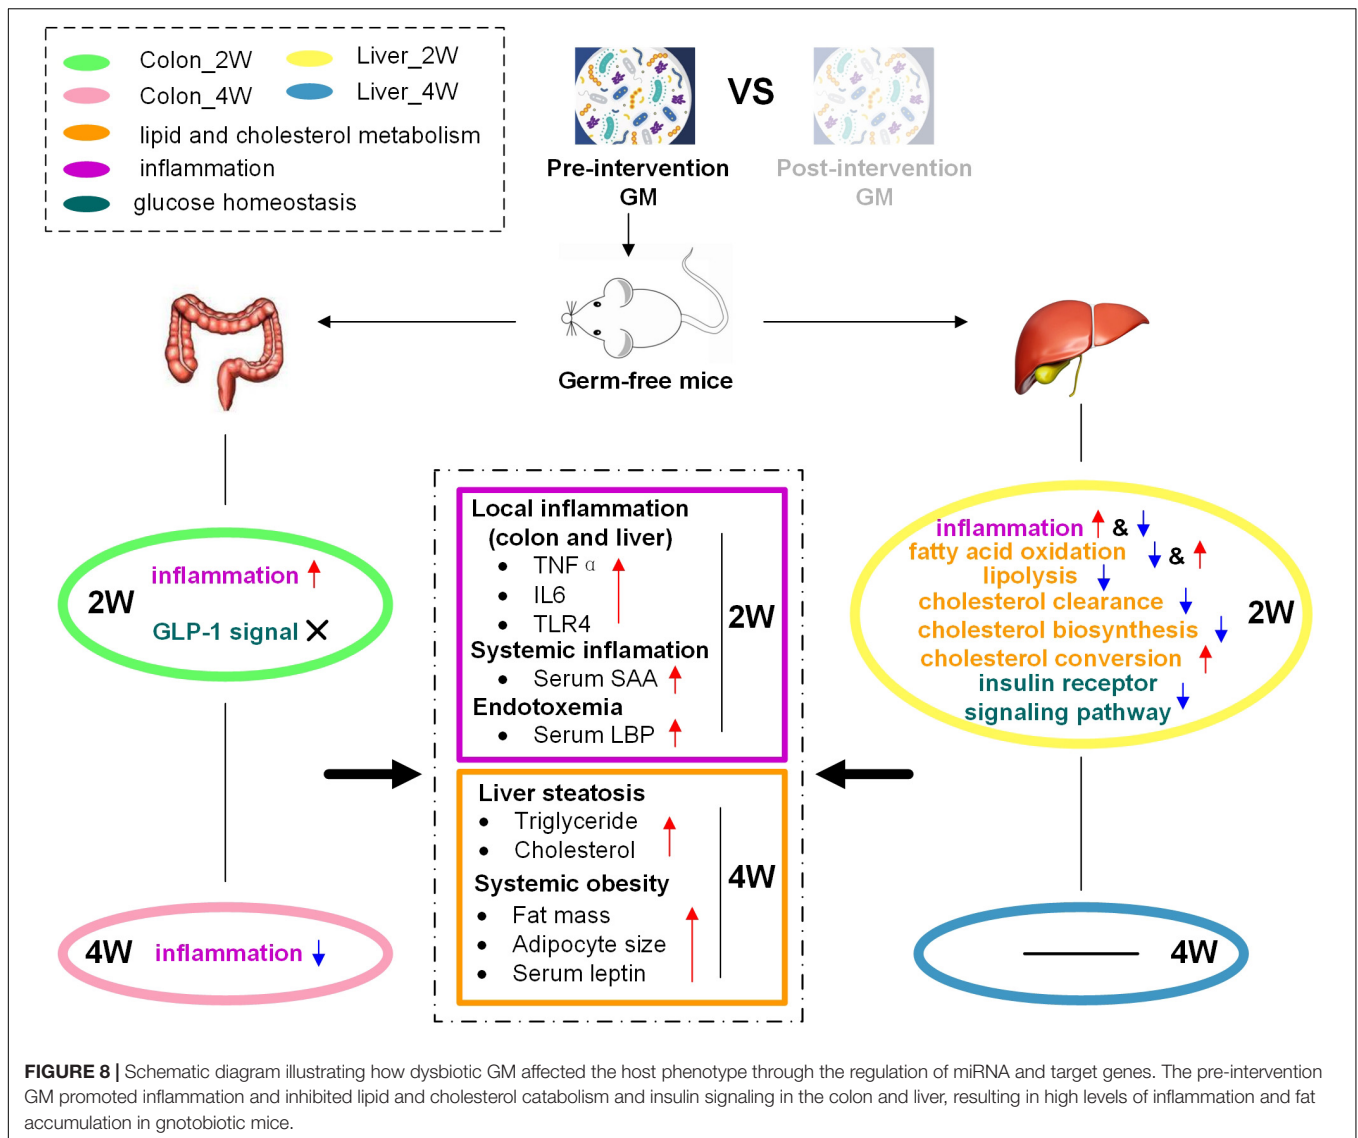 Colon_2W
Liver_2W
Colon_4W
Liver_4W
lipid and cholesterol metabolism
inflammation
glucose homeostasis
VS
Pre-intervention
GM
Post-intervention
GM
Germ-free mice
2W
inflammation
GLP-1 signal
4W
inflammation
Local inflammation
(colon and liver)
• TNF α
• IL6
• TLR4
Systemic inflamation
• Serum SAA
Endotoxemia
• Serum LBP
2W
Liver steatosis
• Triglyceride
• Cholesterol
Systemic obesity
• Fat mass
• Adipocyte size
• Serum leptin
4W
inflammation &
fatty acid oxidation &
lipolysis
cholesterol clearance
cholesterol biosynthesis
cholesterol conversion
insulin receptor
signaling pathway
2W
4W
FIGURE 8 | Schematic diagram illustrating how dysbiotic GM affected the host phenotype through the regulation of miRNA and target genes. The pre-intervention
GM promoted inflammation and inhibited lipid and cholesterol catabolism and insulin signaling in the colon and liver, resulting in high levels of inflammation and fat
accumulation in gnotobiotic mice.